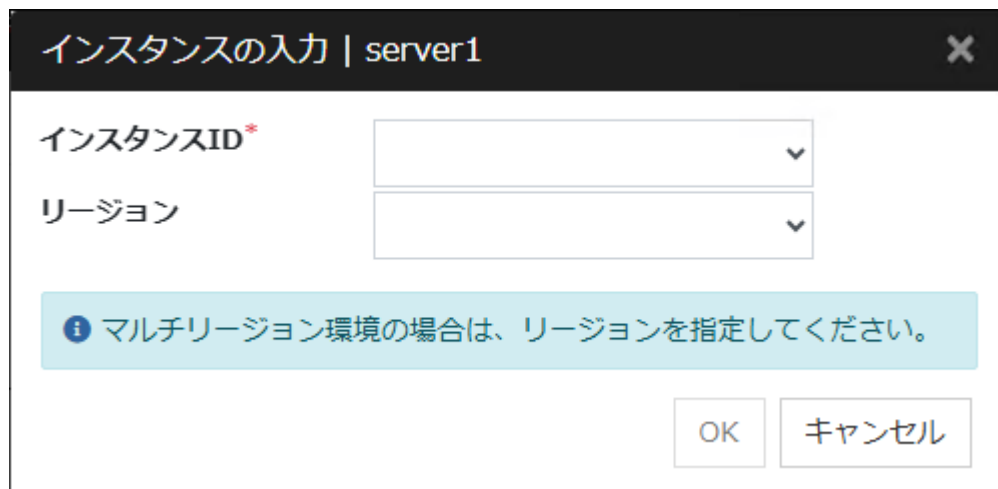 インスタンスの入力 | server1
インスタンスID*
リージョン
マルチリージョン環境の場合は、リージョンを指定してください。
OK キャンセル